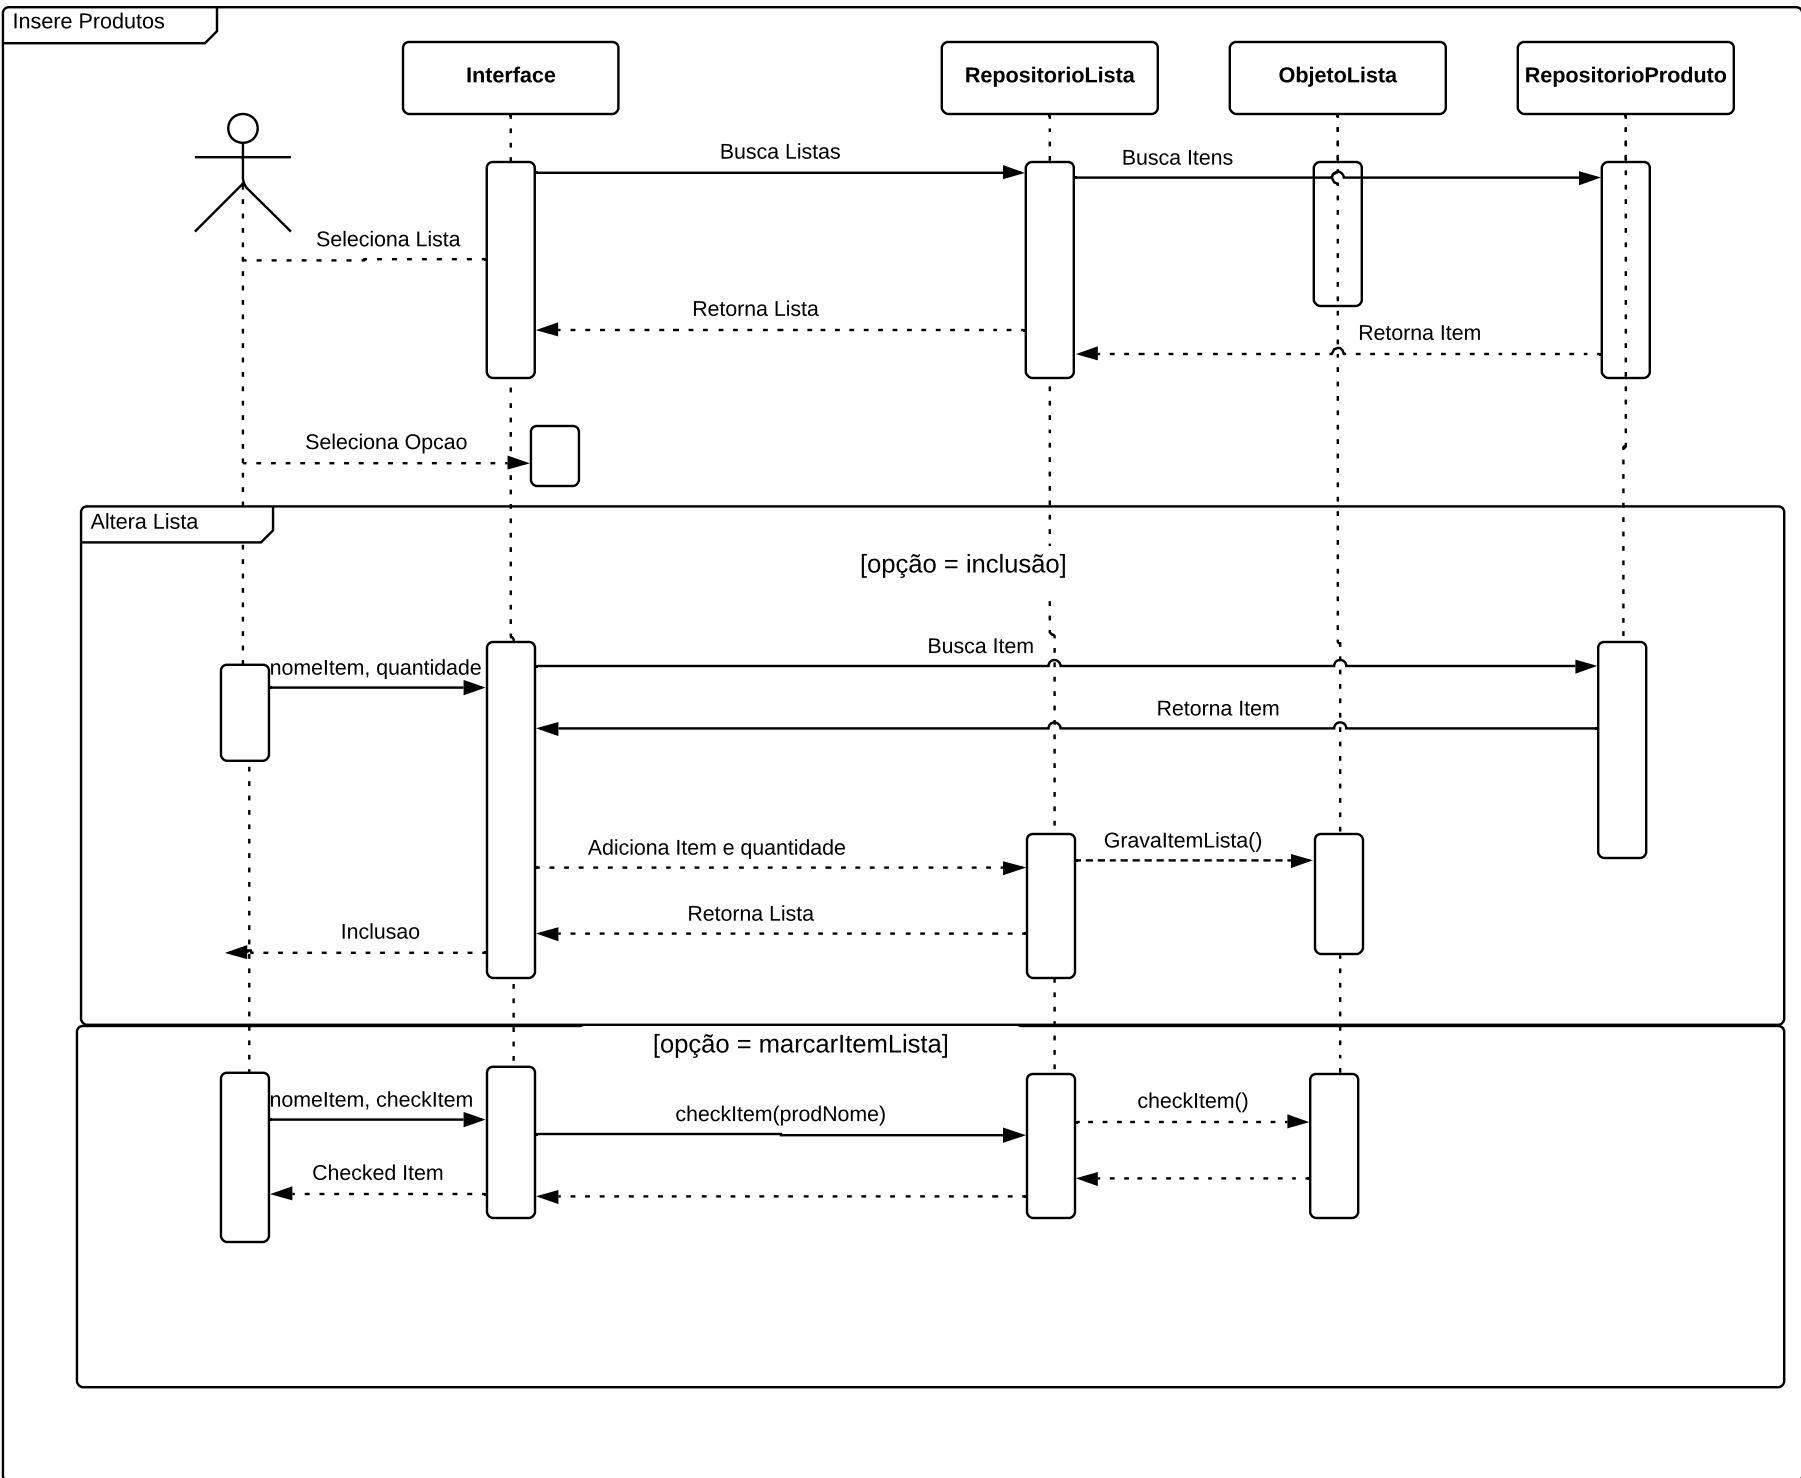 Insere Produtos
Interface
RepositorioLista
ObjetoLista
RepositorioProduto
Busca Listas
Busca Itens
Seleciona Lista
Retorna Lista
Retorna Item
Seleciona Opcao
Altera Lista
[opção = inclusão]
Busca Item
nomeItem, quantidade
Retorna Item
Adiciona Item e quantidade
GravaItemLista()
Retorna Lista
Inclusao
[opção = marcarItemLista]
nomeItem, checkItem
checkItem(prodNome)
checkItem()
Checked Item